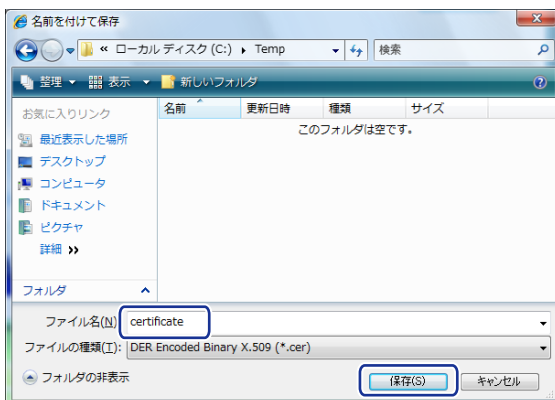 名前を付けて保存
« ローカル ディスク (C:) ▸ Temp
検索
整理 表示 新しいフォルダ
お気に入りリンク
名前 更新日時 種類 サイズ
このフォルダは空です。
最近表示した場所
デスクトップ
コンピュータ
ドキュメント
ピクチャ
詳細 »
フォルダ
ファイル名(N): certificate
ファイルの種類(T): DER Encoded Binary X.509 (*.cer)
フォルダの非表示
保存(S) キャンセル